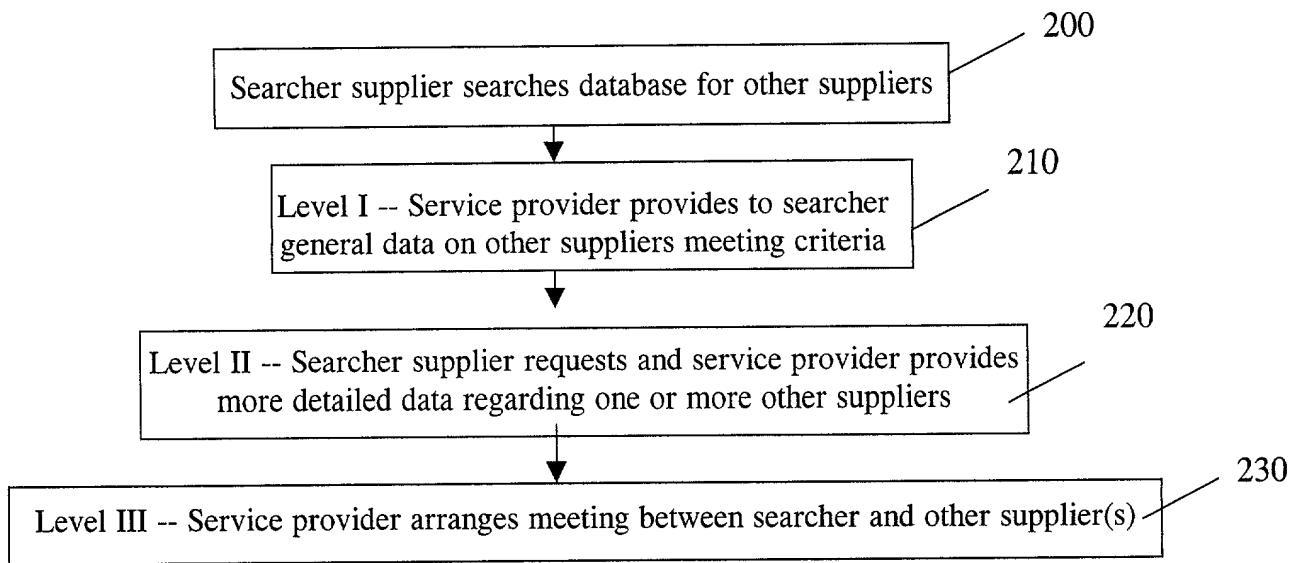 200
Searcher supplier searches database for other suppliers
210
Level I -- Service provider provides to searcher
general data on other suppliers meeting criteria
220
Level II -- Searcher supplier requests and service provider provides
more detailed data regarding one or more other suppliers
230
Level III -- Service provider arranges meeting between searcher and other supplier(s)